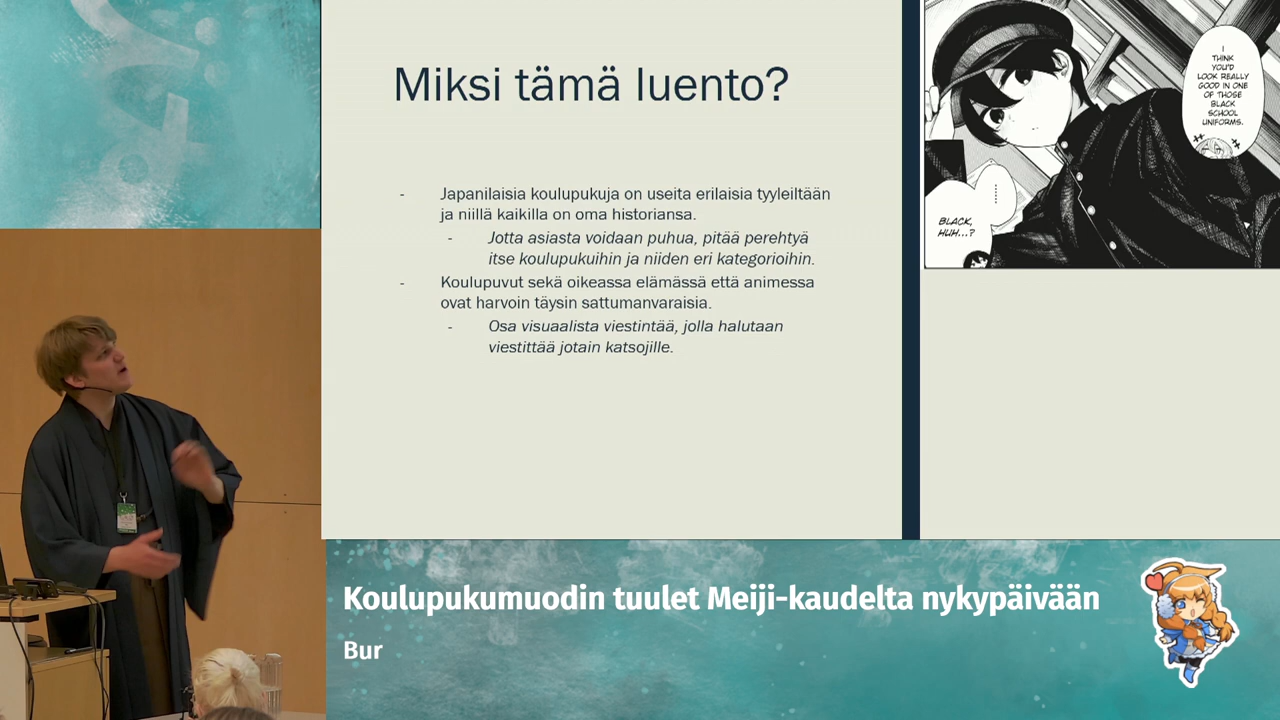 Miksi tämä luento?
- Japanilaisia koulupukuja on useita erilaisia tyyleiltään
ja niillä kaikilla on oma historiansa.
- Jotta asiasta voidaan puhua, pitää perehtyä
itse koulupukuihin ja niiden eri kategorioihin.
- Koulupuvut sekä oikeassa elämässä että animessa
ovat harvoin täysin sattumanvaraisia.
- Osa visuaalista viestintää, jolla halutaan
viestittää jotain katsojille.
I
THINK
YOU'D
LOOK REALLY
GOOD IN ONE
OF THOSE
BLACK
SCHOOL
UNIFORMS.
BLACK,
HUH...?
Koulupukumuodin tuulet Meiji-kaudelta nykypäivään
Bur